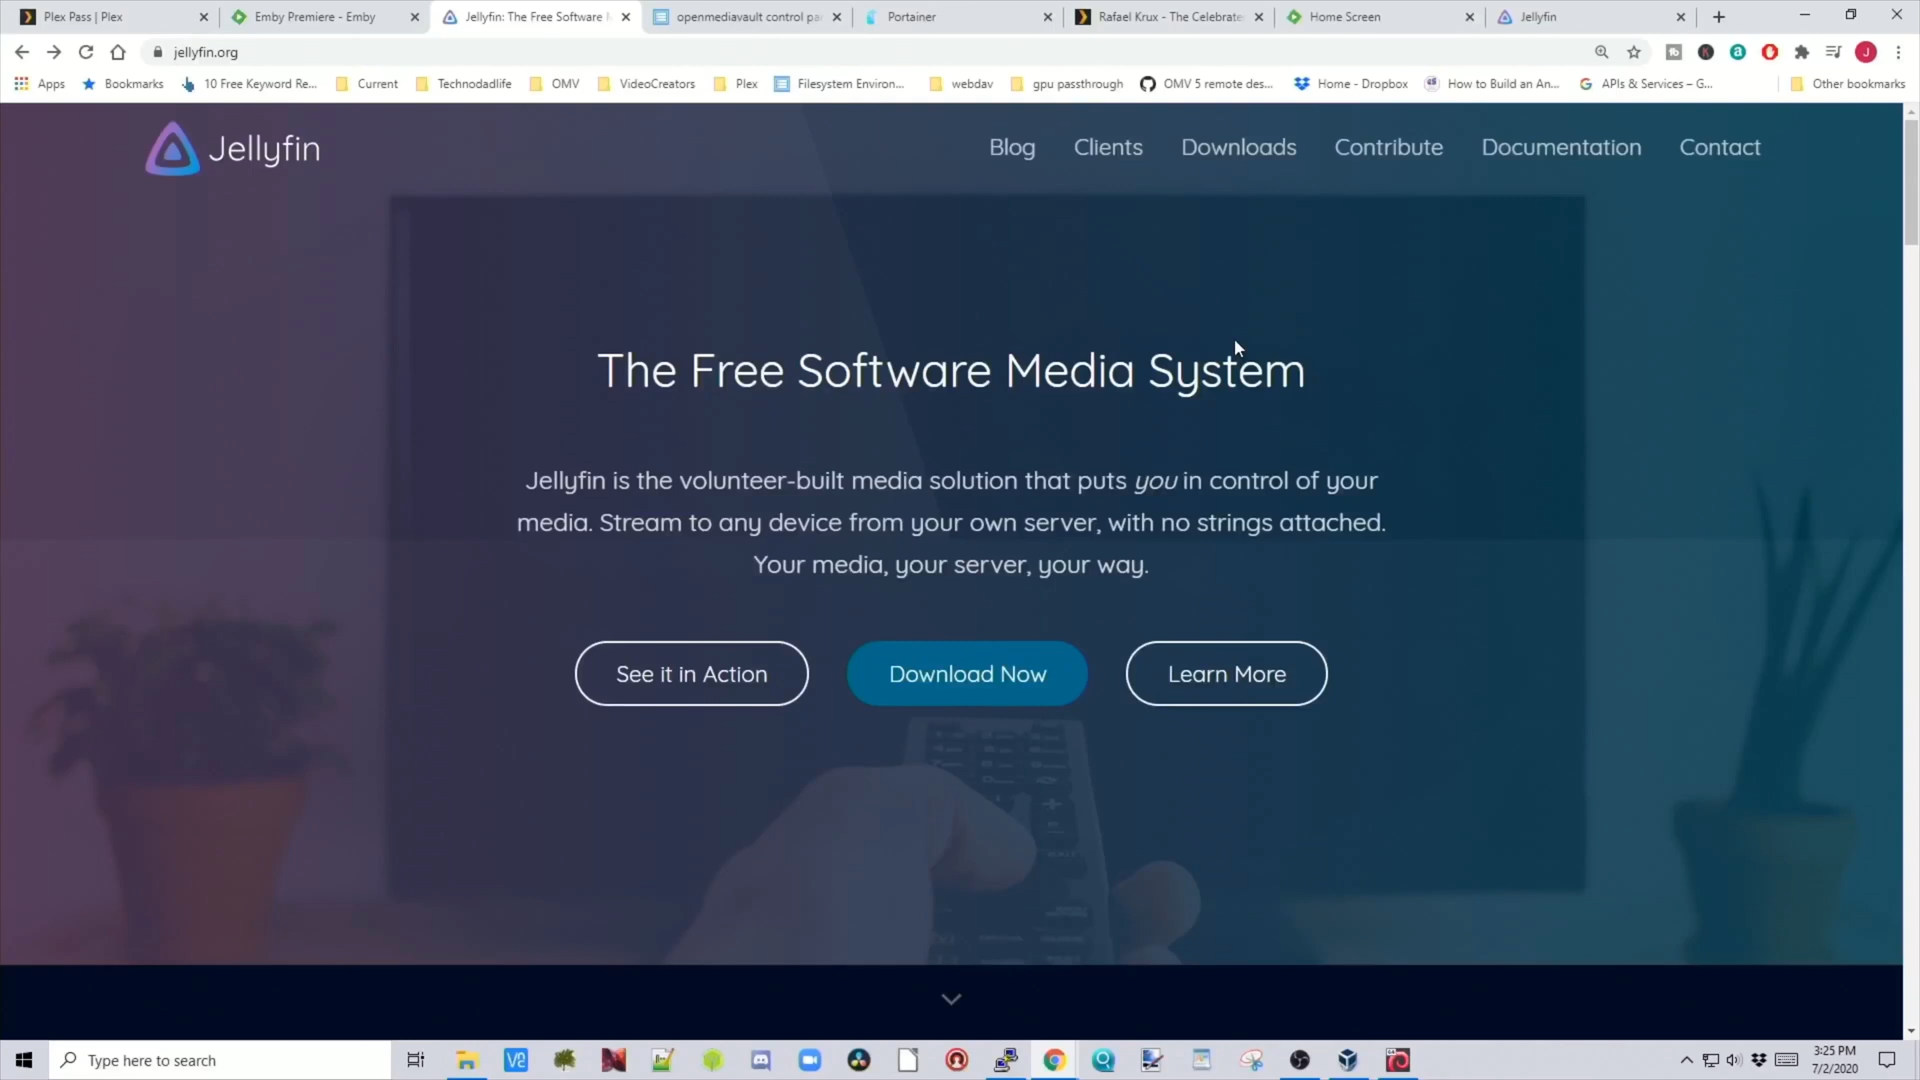 Plex Pass | Plex
Emby Premiere - Emby
Jellyfin: The Free Software M
openmediavault control pa
Portainer
Rafael Krux - The Celebrate
Home Screen
Jellyfin
jellyfin.org
Apps
Bookmarks
10 Free Keyword Re...
Current
Technodadlife
OMV
VideoCreators
Plex
Filesystem Environ...
webdav
gpu passthrough
OMV 5 remote des...
Home - Dropbox
How to Build an An...
APIs & Services – G...
Other bookmarks
Jellyfin
Blog
Clients
Downloads
Contribute
Documentation
Contact
The Free Software Media System
Jellyfin is the volunteer-built media solution that puts you in control of your
media. Stream to any device from your own server, with no strings attached.
Your media, your server, your way.
See it in Action
Download Now
Learn More
Type here to search
3:25 PM
7/2/2020